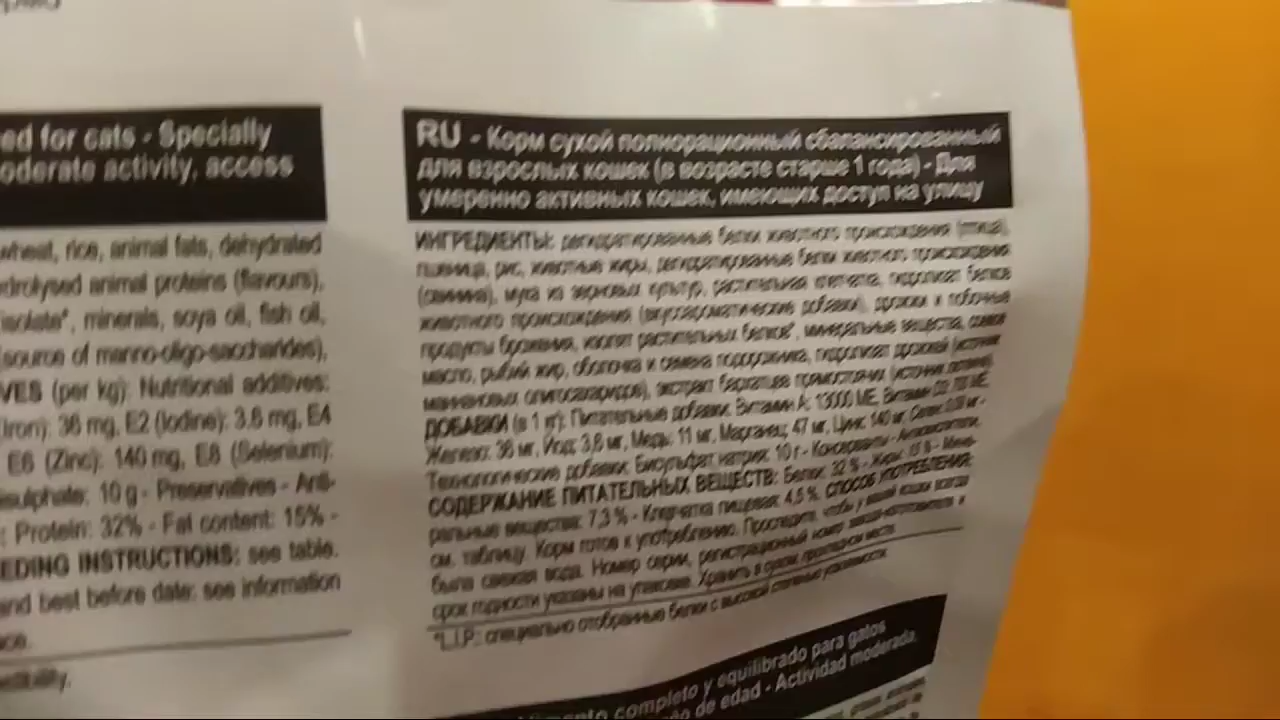 ed for cats - Specially
oderate activity, access
wheat, rice, animal fats, dehydrated
drolysed animal proteins (flavours),
isolate*, minerals, soya oil, fish oil,
(source of manno-oligo-saccharides),
VES (per kg): Nutritional additives:
(Iron): 36 mg, E2 (Iodine): 3.6 mg, E4
E6 (Zinc): 140 mg, E8 (Selenium):
sulphate: 10 g - Preservatives - Anti-
: Protein: 32% - Fat content: 15% -
EDING INSTRUCTIONS: see table.
and best before date: see information
RU - Корм сухой полнорационный сбалансированный
для взрослых кошек (в возрасте старше 1 года) - Для
умеренно активных кошек, имеющих доступ на улицу
ИНГРЕДИЕНТЫ: дегидратированные белки животного происхождения (птица),
пшеница, рис, животные жиры, дегидратированные белки животного происхождения
(свинина), мука из зерновых культур, растительная клетчатка, гидролизат белков
животного происхождения (вкусоароматические добавки), дрожжи и побочные
продукты брожения, изолят растительных белков*, минеральные вещества, соевое
масло, рыбий жир, оболочка и семена подорожника, гидролизат дрожжей (источник
маннановых олигосахаридов), экстракт бархатцев прямостоячих (источник лютеина).
ДОБАВКИ (в 1 кг): Питательные добавки: Витамин A: 13000 ME, Витамин
Железо: 36 мг, Йод: 3,6 мг, Медь: 11 мг, Марганец: 47 мг, Цинк: 140 мг,
Технологические добавки: Бисульфат натрия: 10 г - Консерванты - Антиокислители.
СОДЕРЖАНИЕ ПИТАТЕЛЬНЫХ ВЕЩЕСТВ: Белки: 32 % - Жиры: 15 % - Мине-
ральные вещества: 7,3 % - Клетчатка пищевая: 4,5 %. СПОСОБ УПОТРЕБЛЕНИЯ:
см. таблицу. Корм готов к употреблению. Проследите, чтобы у вашей кошки всегда
была свежая вода. Номер серии, регистрационный номер завода-изготовителя и
срок годности указаны на упаковке. Хранить в сухом, прохладном месте.
*L.I.P.: специально отобранные белки с высокой степенью усвояемости.
completo y equilibrado para gatos
de edad - Actividad moderada,